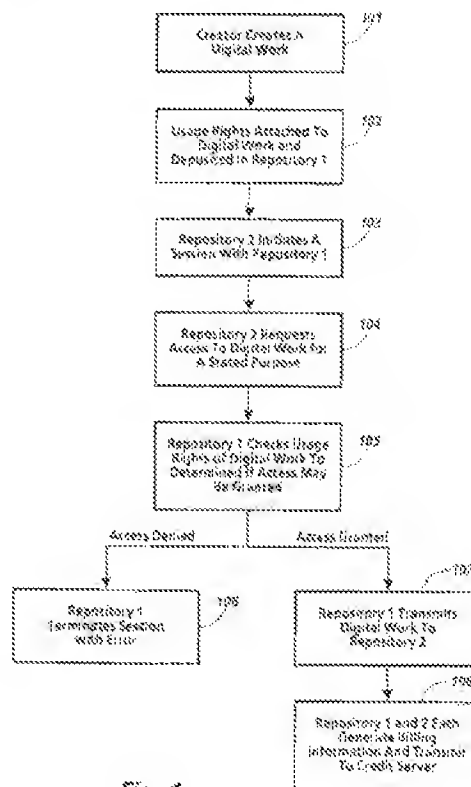 101
Creator Creates A
Digital Work
102
Usage Rights Attached To
Digital Work and
Deposited In Repository 1
103
Repository 2 Initiates A
Session With Repository 1
104
Repository 2 Requests
Access To Digital Work for
A Stated Purpose
105
Repository 1 Checks Usage
Rights of Digital Work To
Determined If Access May
be Granted
Access Denied
Access Granted
106
Repository 1
Terminates Session
with Error
107
Repository 1 Transmits
Digital Work To
Repository 2
Repository 1 and 2 Each
Generate Billing
Information And Transmit
To Credit Server